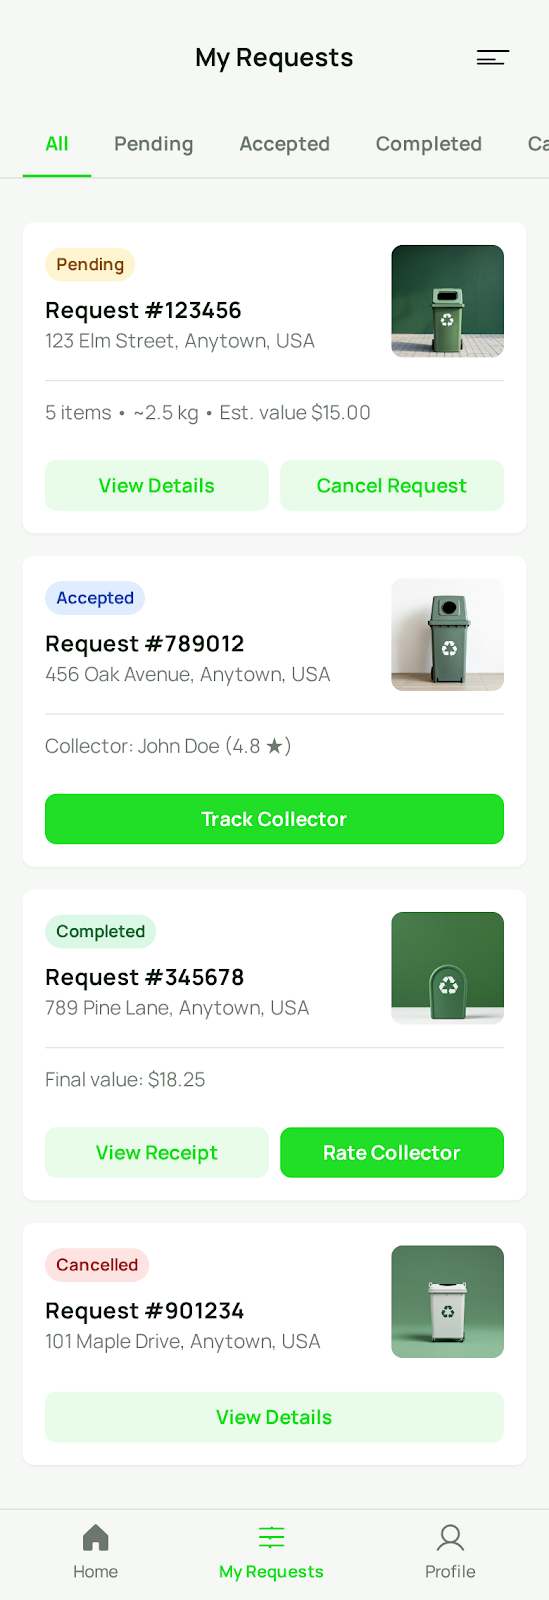 My Requests
All Pending Accepted Completed Ca
Pending
Request #123456
123 Elm Street, Anytown, USA
5 items • ~2.5 kg • Est. value $15.00
View Details Cancel Request
Accepted
Request #789012
456 Oak Avenue, Anytown, USA
Collector: John Doe (4.8 ★)
Track Collector
Completed
Request #345678
789 Pine Lane, Anytown, USA
Final value: $18.25
View Receipt Rate Collector
Cancelled
Request #901234
101 Maple Drive, Anytown, USA
View Details
Home My Requests Profile